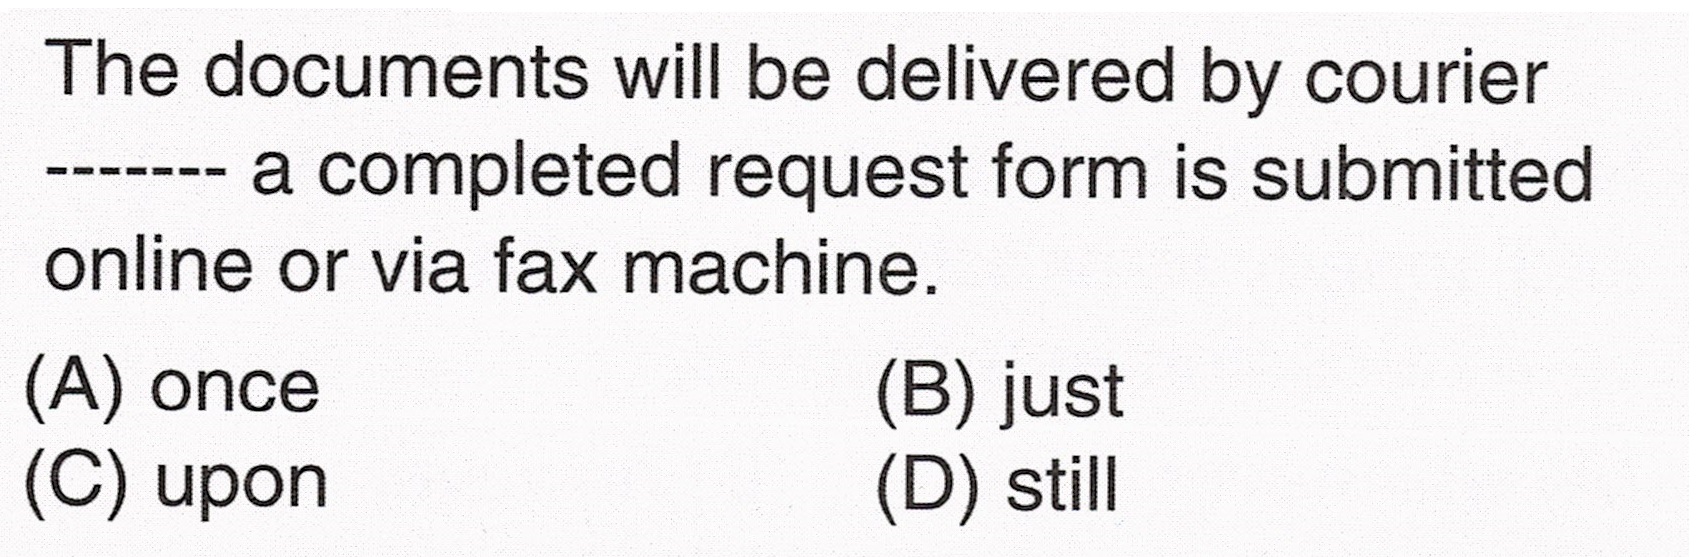 The documents will be delivered by courier
------- a completed request form is submitted
online or via fax machine.
(A) once (B) just
(C) upon (D) still